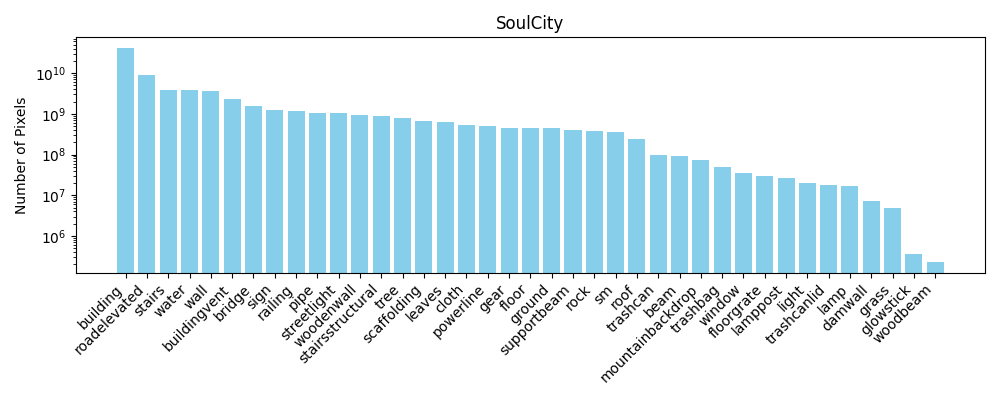 SoulCity
Number of Pixels
10^10
10^9
10^8
10^7
10^6
building
roadelevated
stairs
water
wall
buildingvent
bridge
sign
railing
pipe
streetlight
woodenwall
stairsstructural
tree
scaffolding
leaves
cloth
powerline
gear
floor
ground
supportbeam
rock
sm
roof
trashcan
beam
mountainbackdrop
trashbag
window
floorgrate
lamppost
light
trashcanlid
lamp
damwall
grass
glowstick
woodbeam